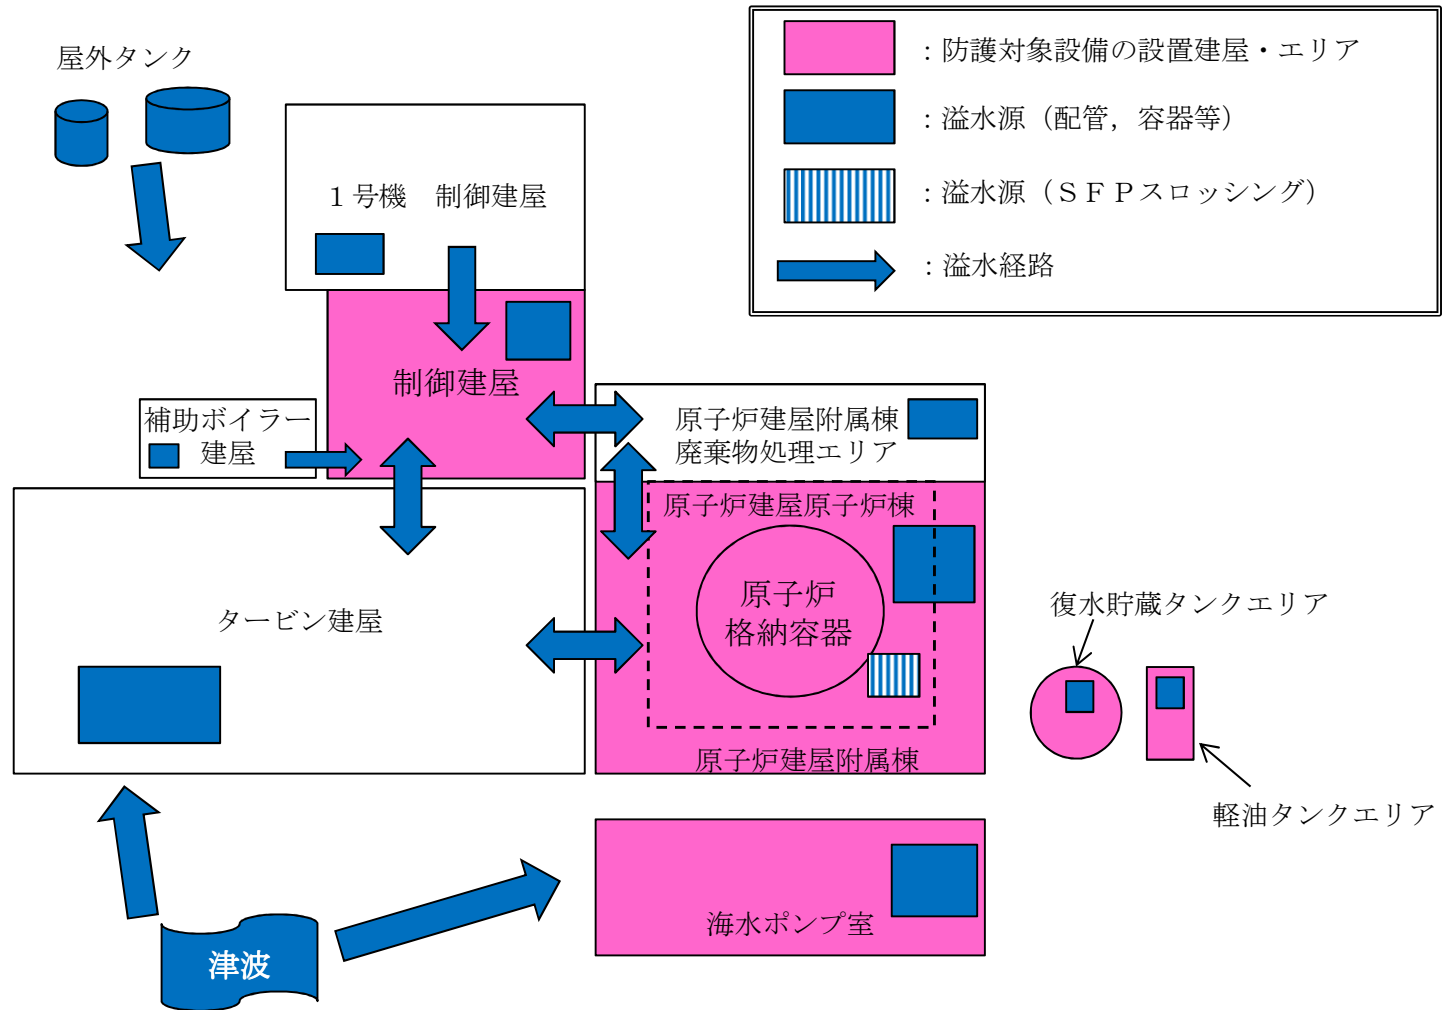 屋外タンク
：防護対象設備の設置建屋・エリア
：溢水源（配管，容器等）
：溢水源（ＳＦＰスロッシング）
：溢水経路
１号機　制御建屋
制御建屋
補助ボイラー
建屋
原子炉建屋附属棟
廃棄物処理エリア
原子炉建屋原子炉棟
原子炉
格納容器
タービン建屋
原子炉建屋附属棟
復水貯蔵タンクエリア
軽油タンクエリア
海水ポンプ室
津波